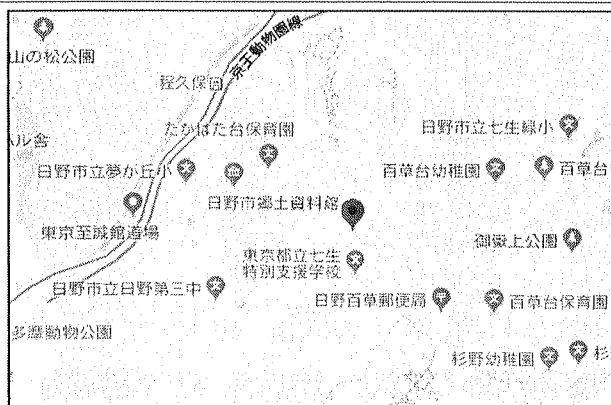 山の松公園
京王動物園線
程久保
たかはた台保育園
日野市立七生緑小
ハル舎
日野市立夢が丘小
百草台幼稚園
百草台
日野市郷土資料館
東京至誠館道場
御嶽上公園
東京都立七生
特別支援学校
日野市立日野第三中
日野百草郵便局
百草台保育園
多摩動物公園
杉野幼稚園
杉